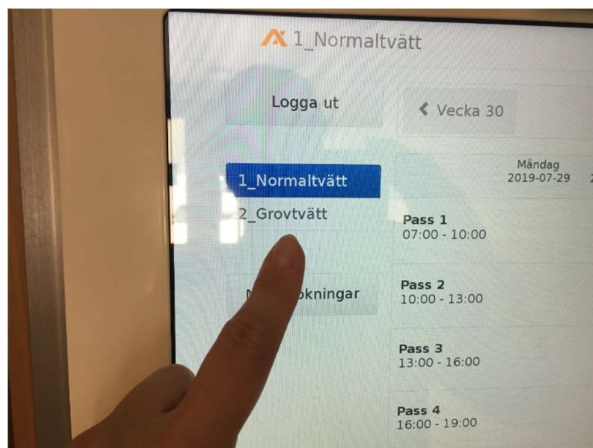 1_Normaltvätt
Logga ut
Vecka 30
1_Normaltvätt
2_Grovtvätt
Måndag
2019-07-29
Pass 1
07:00 - 10:00
Pass 2
10:00 - 13:00
Pass 3
13:00 - 16:00
Pass 4
16:00 - 19:00